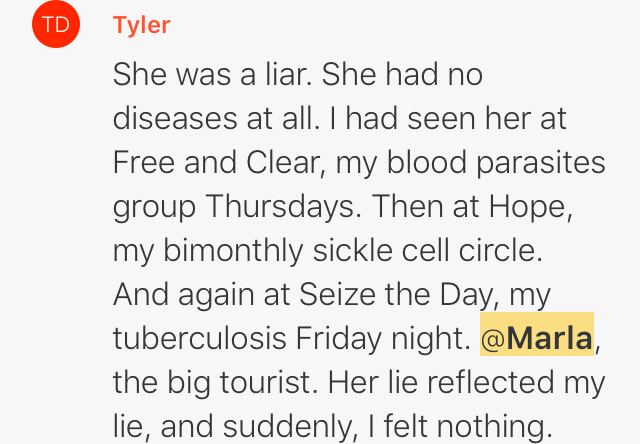 TD
Tyler
She was a liar. She had no
diseases at all. I had seen her at
Free and Clear, my blood parasites
group Thursdays. Then at Hope,
my bimonthly sickle cell circle.
And again at Seize the Day, my
tuberculosis Friday night. @Marla,
the big tourist. Her lie reflected my
lie, and suddenly, I felt nothing.